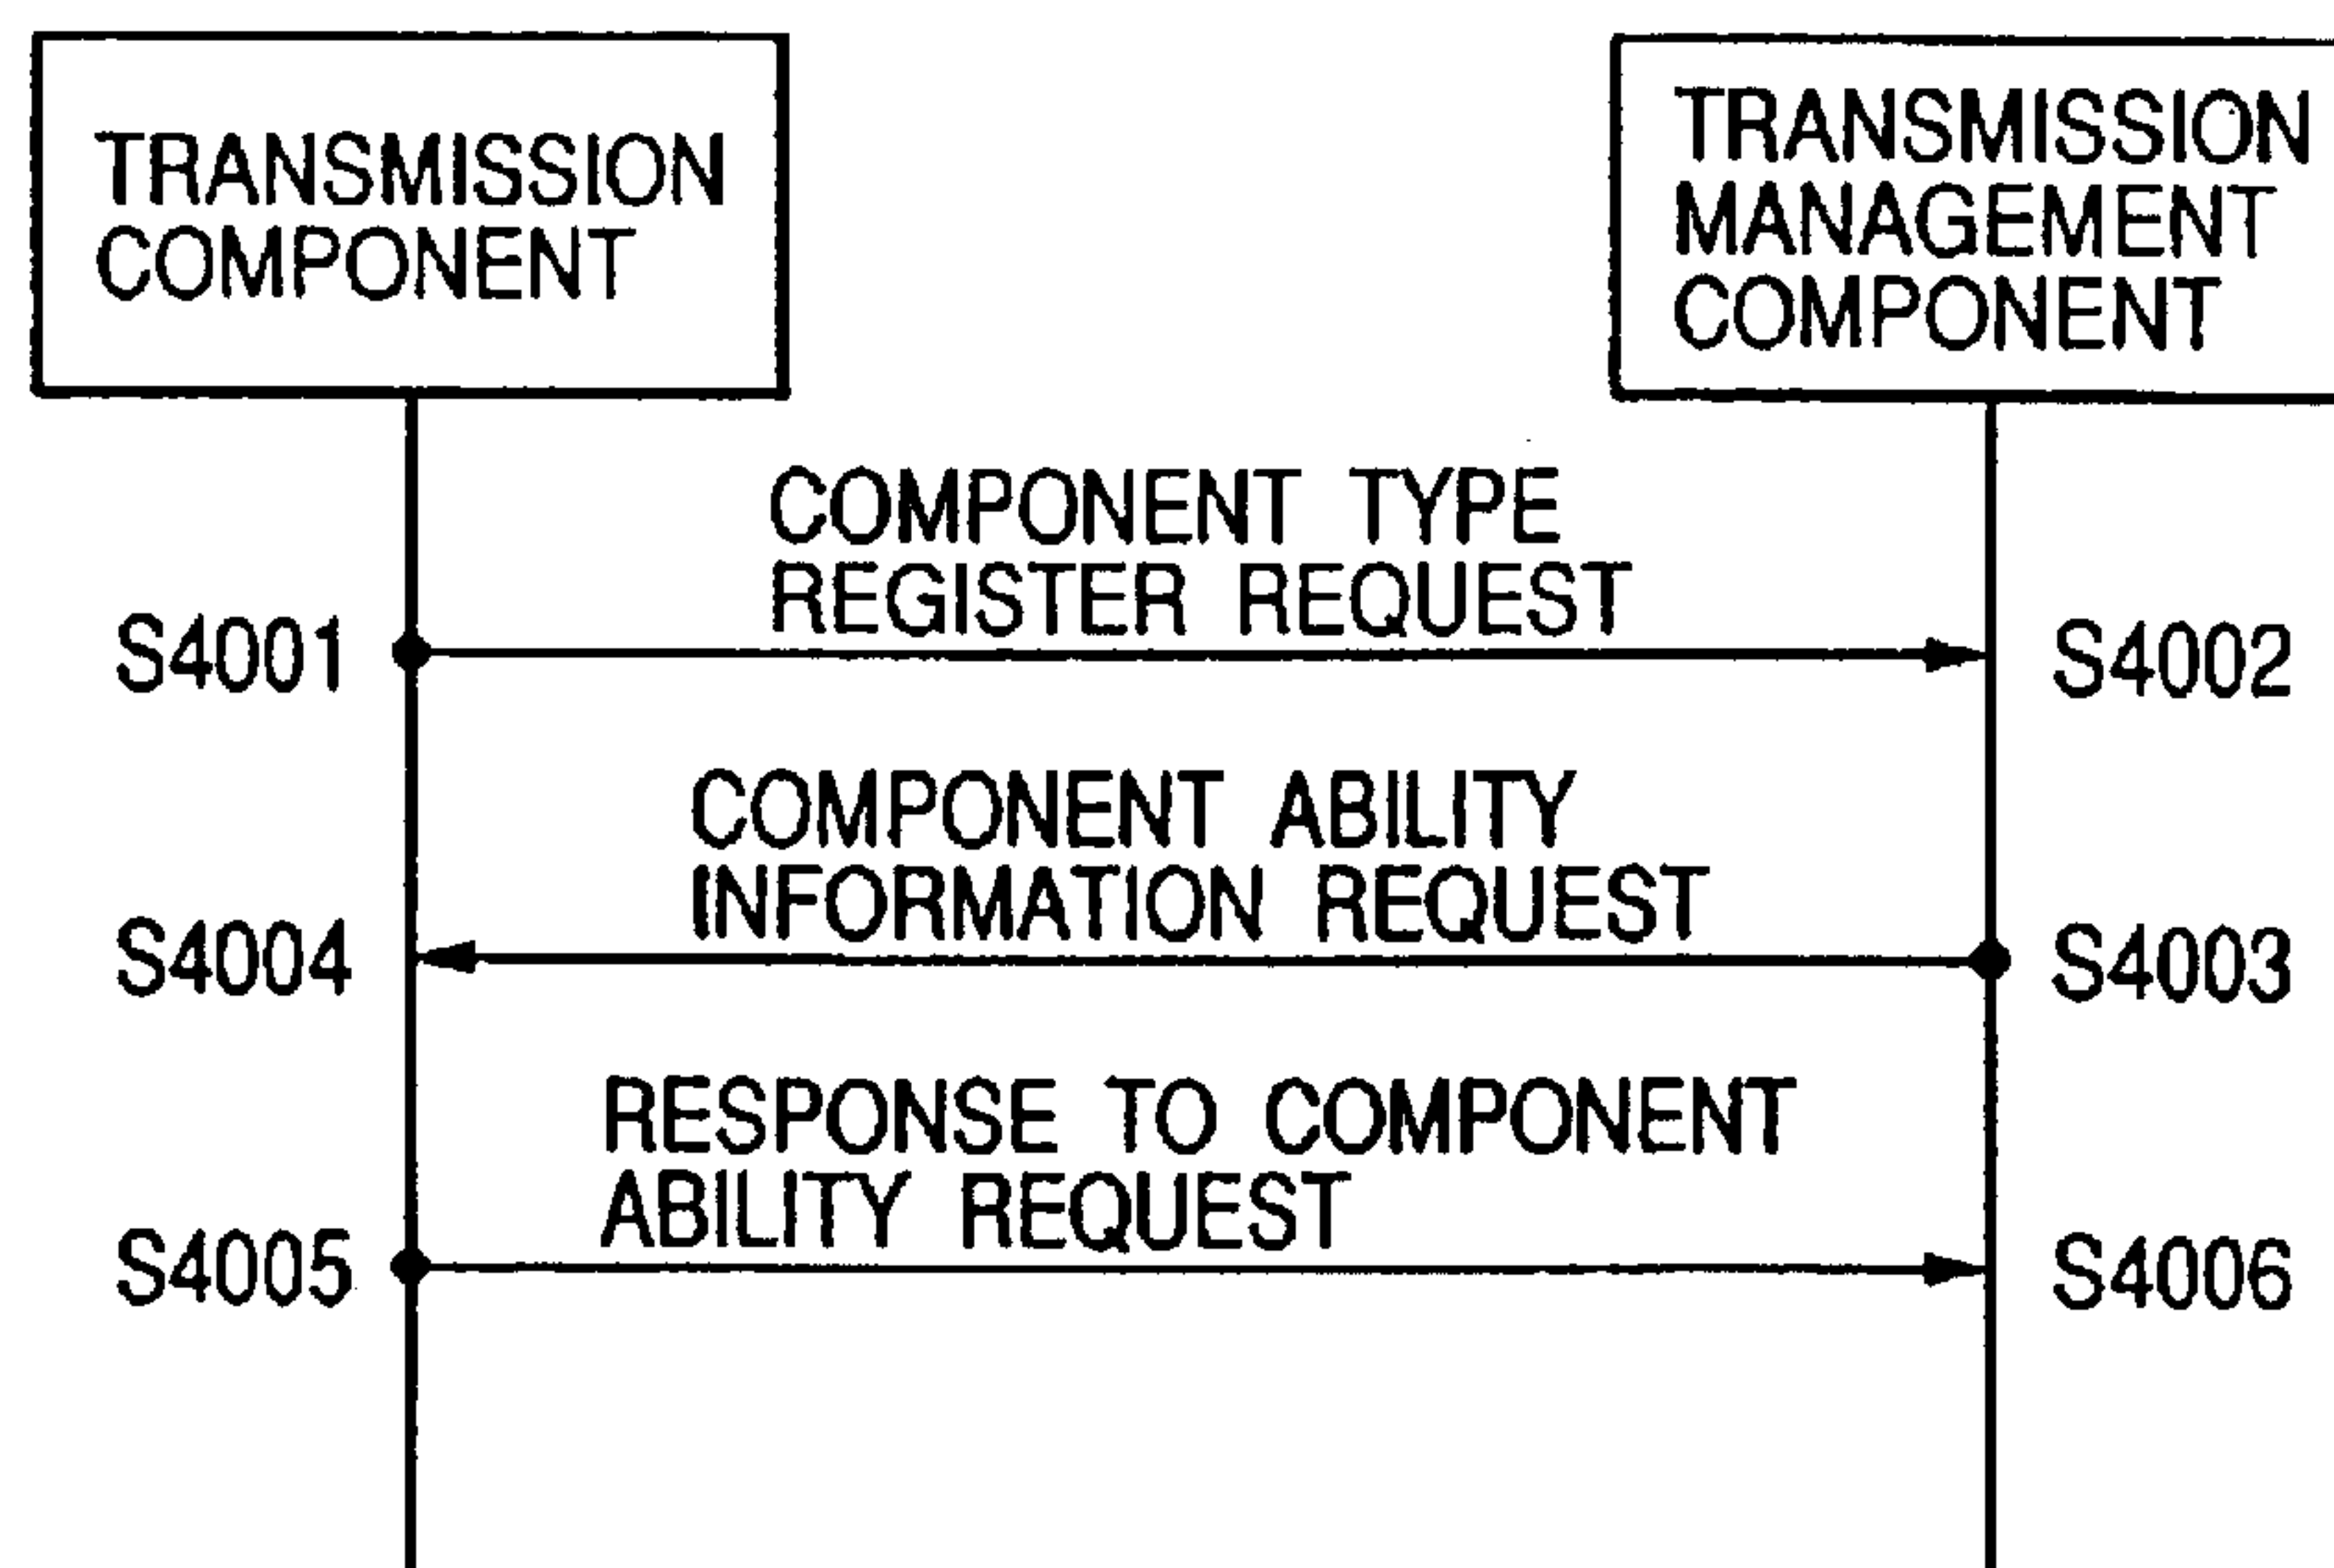 TRANSMISSION
COMPONENT
TRANSMISSION
MANAGEMENT
COMPONENT
COMPONENT TYPE
REGISTER REQUEST
S4001
S4002
COMPONENT ABILITY
INFORMATION REQUEST
S4004
S4003
RESPONSE TO COMPONENT
ABILITY REQUEST
S4005
S4006